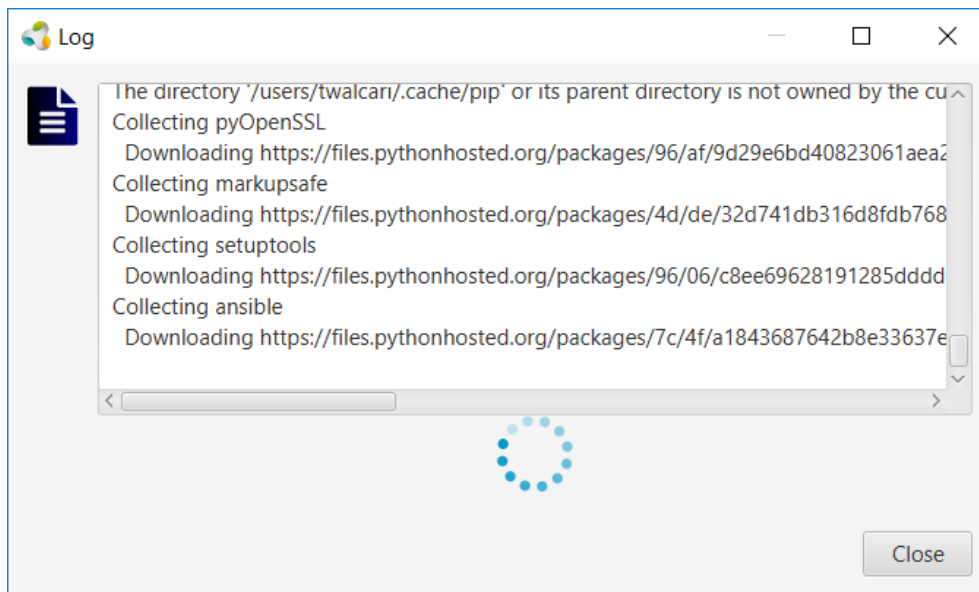 Log
The directory '/users/twalcari/.cache/pip' or its parent directory is not owned by the cu
Collecting pyOpenSSL
Downloading https://files.pythonhosted.org/packages/96/af/9d29e6bd40823061aea2
Collecting markupsafe
Downloading https://files.pythonhosted.org/packages/4d/de/32d741db316d8fdb768
Collecting setuptools
Downloading https://files.pythonhosted.org/packages/96/06/c8ee69628191285dddd
Collecting ansible
Downloading https://files.pythonhosted.org/packages/7c/4f/a1843687642b8e33637e
Close